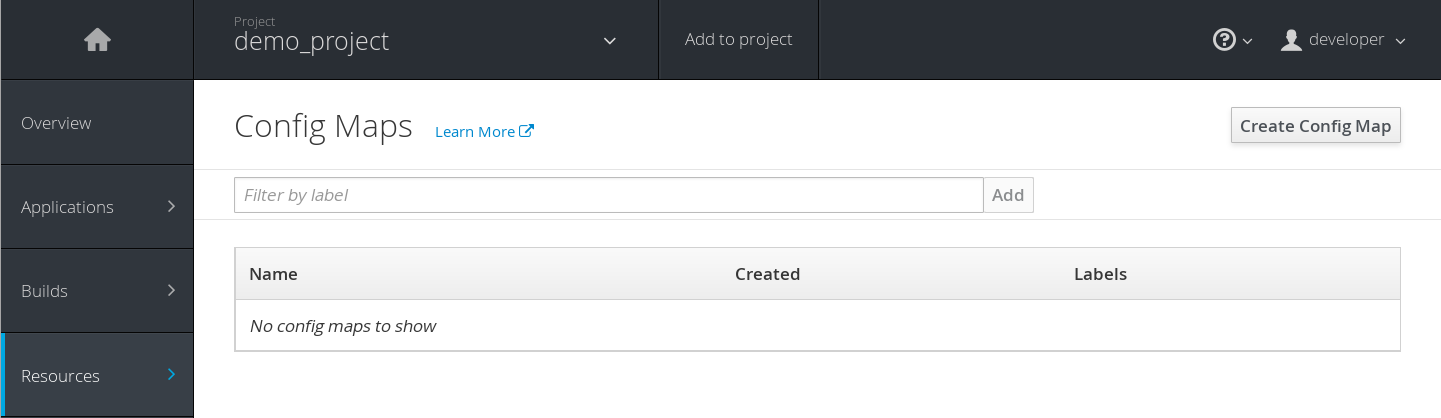 Project
demo_project
Add to project
developer
Overview
Applications
Builds
Resources
Config Maps Learn More
Create Config Map
Filter by label Add
Name Created Labels
No config maps to show